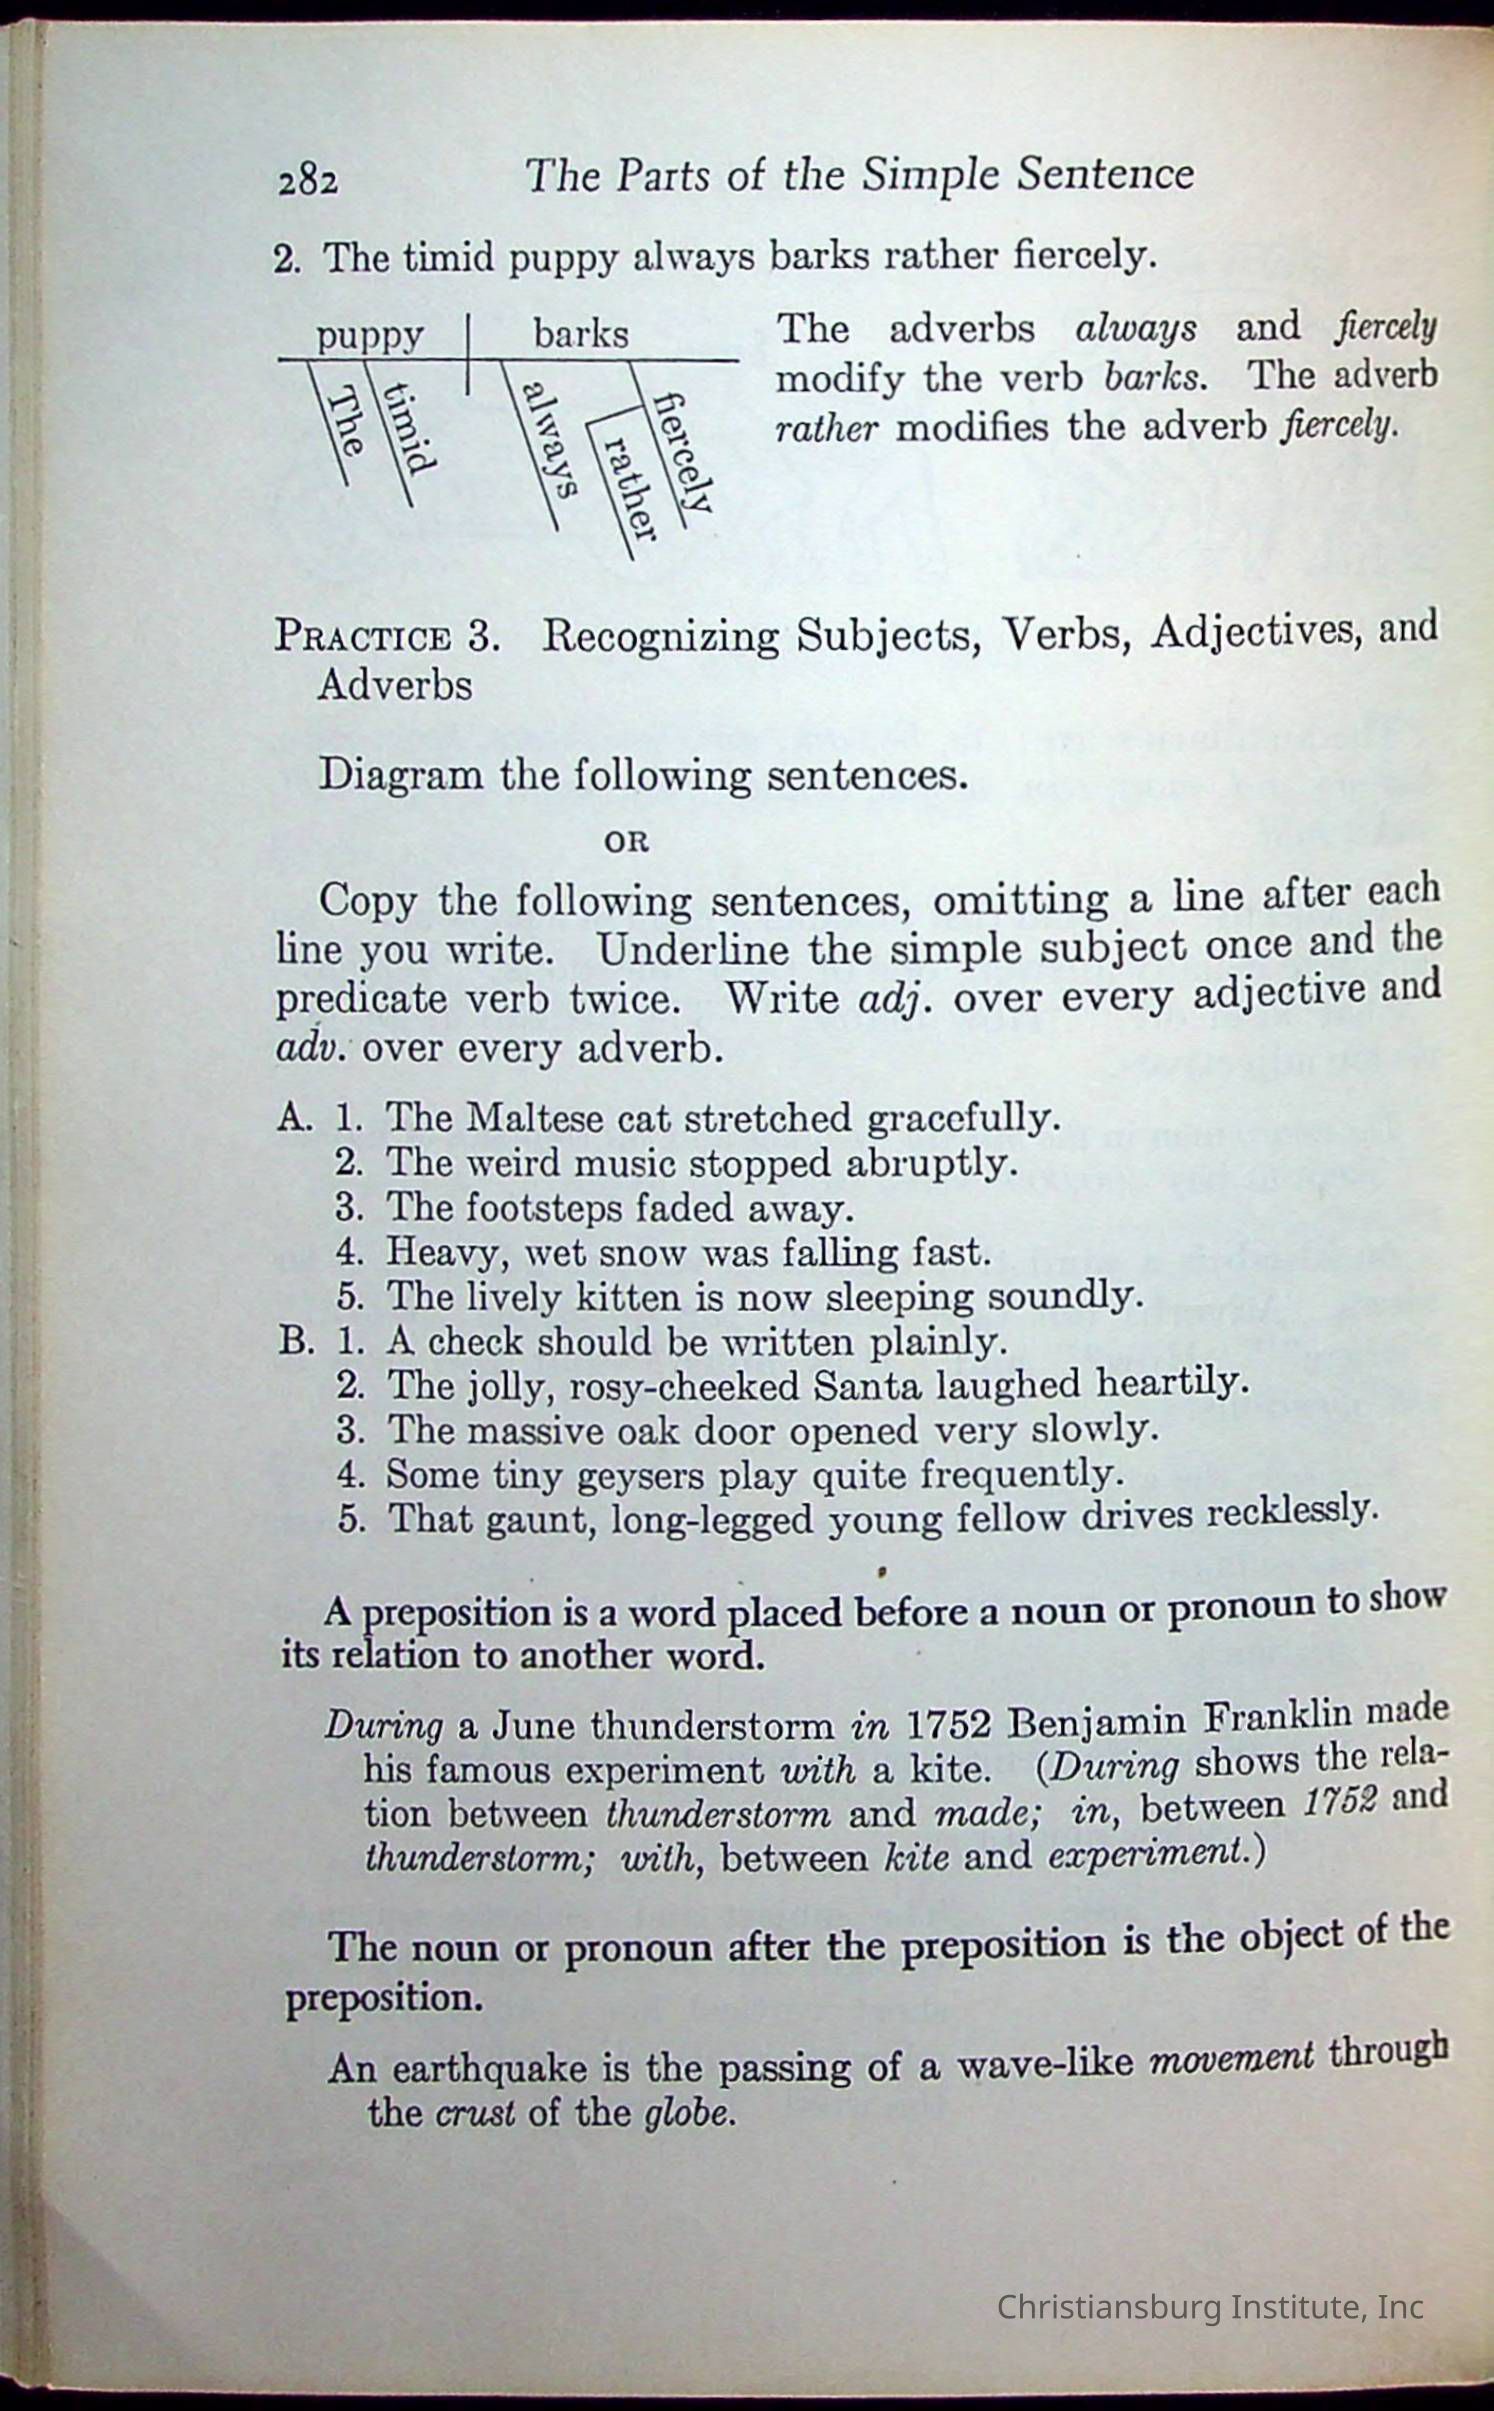 282 The Parts of the Simple Sentence
2. The timid puppy always barks rather fiercely.
puppy barks
The timid always rather fiercely
The adverbs always and fiercely
modify the verb barks. The adverb
rather modifies the adverb fiercely.
PRACTICE 3. Recognizing Subjects, Verbs, Adjectives, and
Adverbs
Diagram the following sentences.
OR
Copy the following sentences, omitting a line after each
line you write. Underline the simple subject once and the
predicate verb twice. Write adj. over every adjective and
adv. over every adverb.
A. 1. The Maltese cat stretched gracefully.
2. The weird music stopped abruptly.
3. The footsteps faded away.
4. Heavy, wet snow was falling fast.
5. The lively kitten is now sleeping soundly.
B. 1. A check should be written plainly.
2. The jolly, rosy-cheeked Santa laughed heartily.
3. The massive oak door opened very slowly.
4. Some tiny geysers play quite frequently.
5. That gaunt, long-legged young fellow drives recklessly.
A preposition is a word placed before a noun or pronoun to show
its relation to another word.
During a June thunderstorm in 1752 Benjamin Franklin made
his famous experiment with a kite. (During shows the rela-
tion between thunderstorm and made; in, between 1752 and
thunderstorm; with, between kite and experiment.)
The noun or pronoun after the preposition is the object of the
preposition.
An earthquake is the passing of a wave-like movement through
the crust of the globe.
Christiansburg Institute, Inc